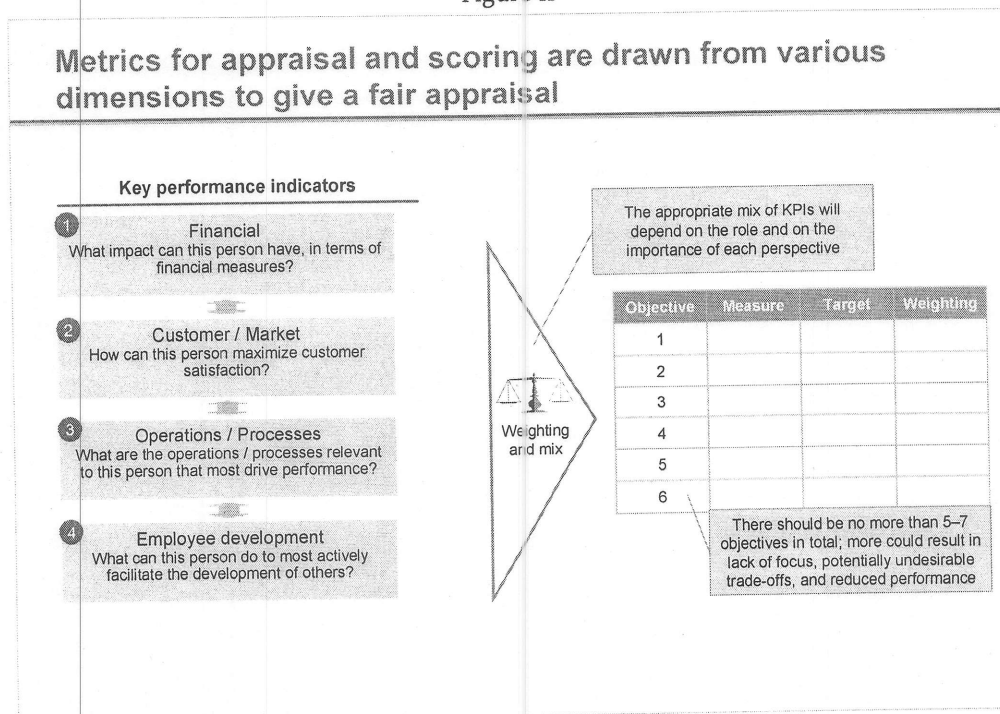 Metrics for appraisal and scoring are drawn from various
dimensions to give a fair appraisal
Key performance indicators
1
Financial
What impact can this person have, in terms of
financial measures?
2
Customer / Market
How can this person maximize customer
satisfaction?
3
Operations / Processes
What are the operations / processes relevant
to this person that most drive performance?
4
Employee development
What can this person do to most actively
facilitate the development of others?
Weighting
and mix
The appropriate mix of KPIs will
depend on the role and on the
importance of each perspective
Objective Measure Target Weighting
1
2
3
4
5
6
There should be no more than 5–7
objectives in total; more could result in
lack of focus, potentially undesirable
trade-offs, and reduced performance